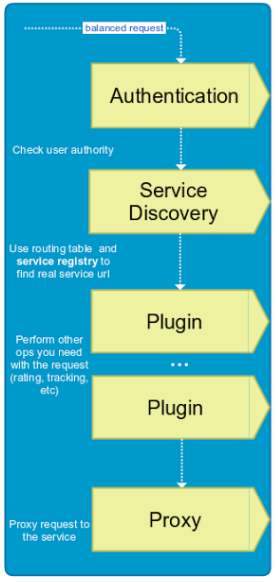 balanced request
Authentication
Check user authority
Service
Discovery
Use routing table and
service registry to
find real service url
Plugin
Perform other
ops you need
with the request
(rating, tracking,
etc)
...
Plugin
Proxy request to
the service
Proxy